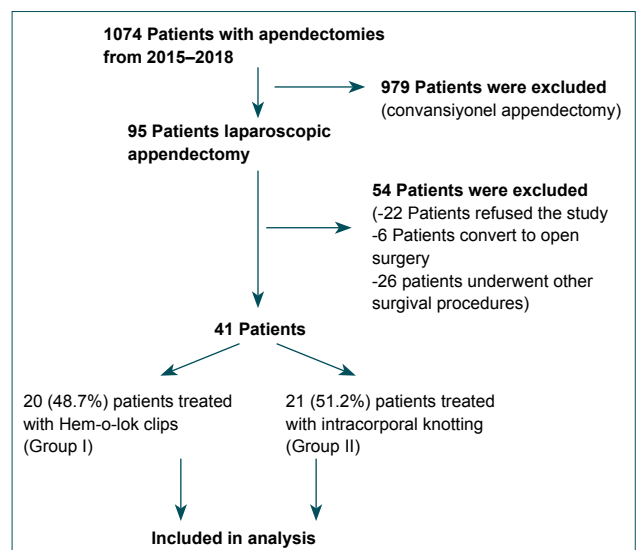 1074 Patients with apendectomies
from 2015–2018
979 Patients were excluded
(convansiyonel appendectomy)
95 Patients laparoscopic
appendectomy
54 Patients were excluded
(-22 Patients refused the study
-6 Patients convert to open
surgery
-26 patients underwent other
surgival procedures)
41 Patients
20 (48.7%) patients treated
with Hem-o-lok clips
(Group I)
21 (51.2%) patients treated
with intracorporal knotting
(Group II)
Included in analysis